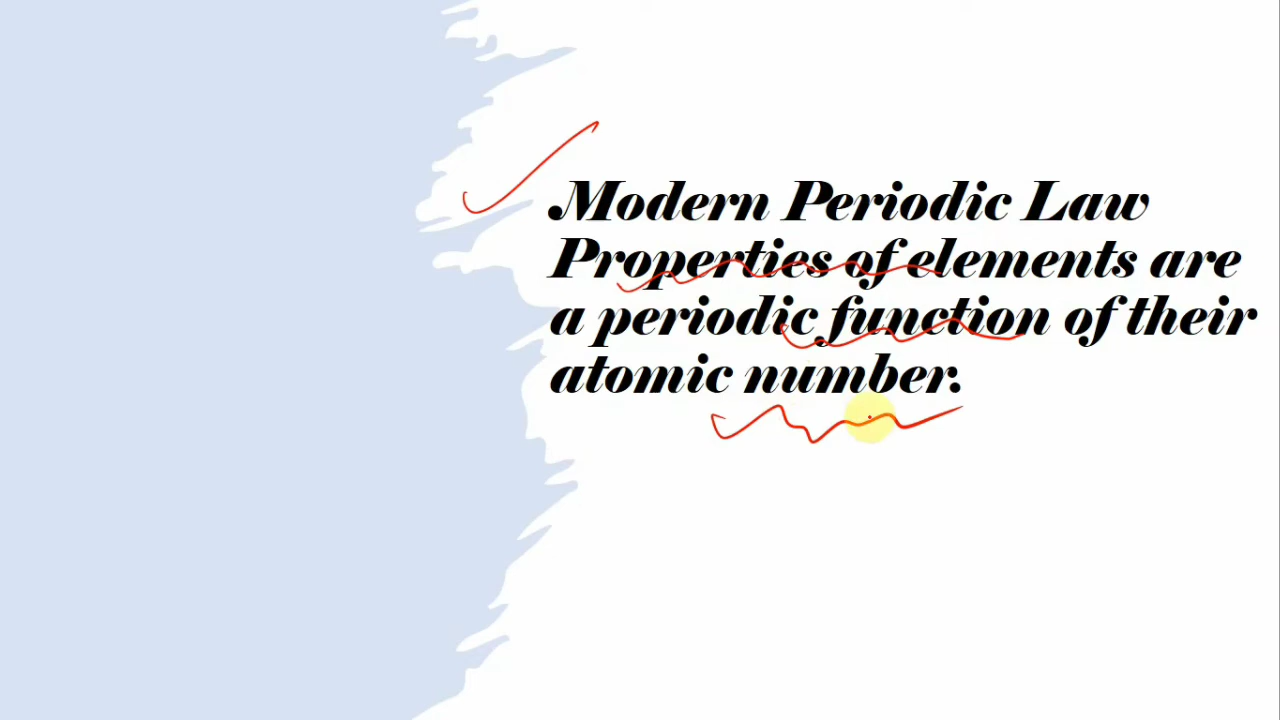 Modern Periodic Law
Properties of elements are
a periodic function of their
atomic number.